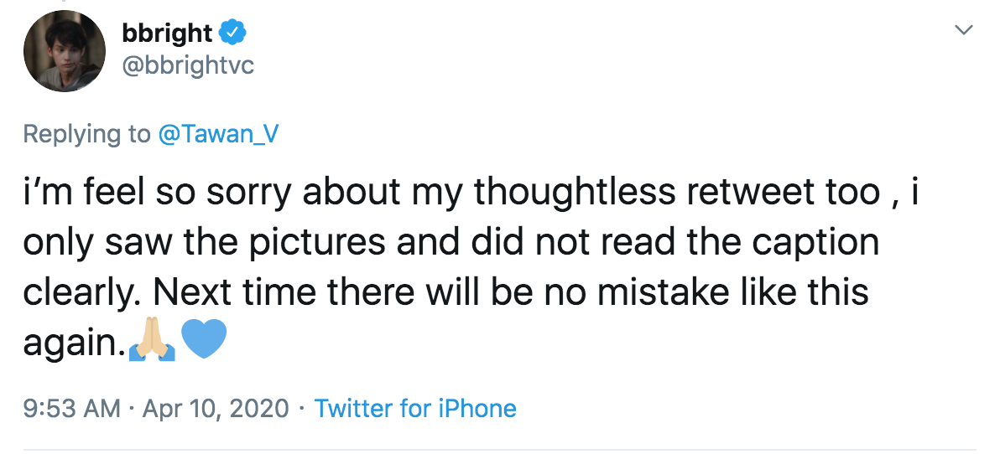 bbright
@bbrightvc
Replying to @Tawan_V
i’m feel so sorry about my thoughtless retweet too , i
only saw the pictures and did not read the caption
clearly. Next time there will be no mistake like this
again.🙏🏼💙
9:53 AM · Apr 10, 2020 · Twitter for iPhone